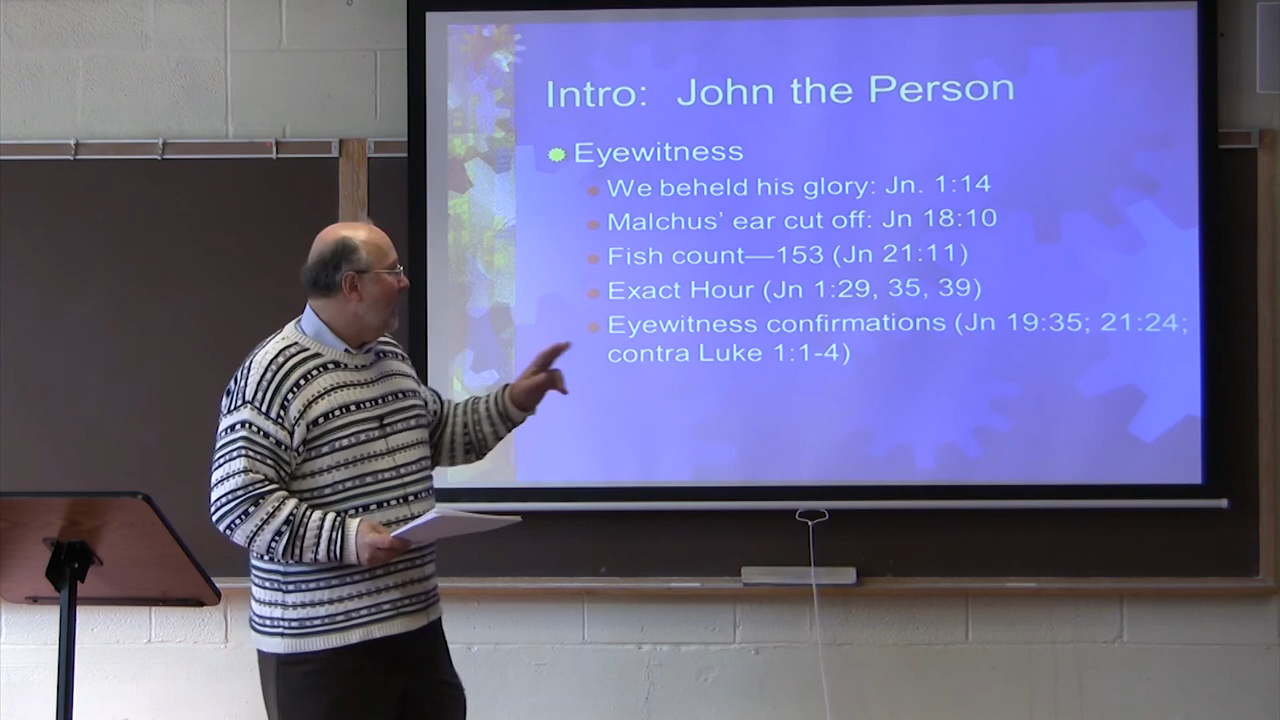 Intro: John the Person
Eyewitness
We beheld his glory: Jn. 1:14
Malchus’ ear cut off: Jn 18:10
Fish count—153 (Jn 21:11)
Exact Hour (Jn 1:29, 35, 39)
Eyewitness confirmations (Jn 19:35; 21:24;
contra Luke 1:1-4)